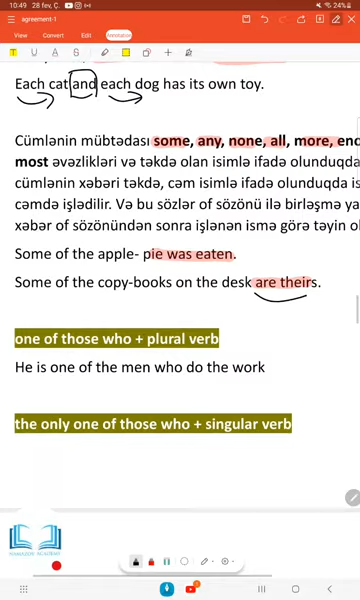 10:49 28 fev, Ç.
24%
agreement-1
View
Convert
Edit
Annotate
Each cat and each dog has its own toy.
Cümlənin mübtədası some, any, none, all, more, enc
most əvəzlikləri və təkdə olan isimlə ifadə olunduqda
cümlənin xəbəri təkdə, cəm isimlə ifadə olunduqda is
cəmdə işlədilir. Və bu sözlər of sözönü ilə birləşmə ya
xəbər of sözönündən sonra işlənən ismə görə təyin ol
Some of the apple- pie was eaten.
Some of the copy-books on the desk are theirs.
one of those who + plural verb
He is one of the men who do the work
the only one of those who + singular verb